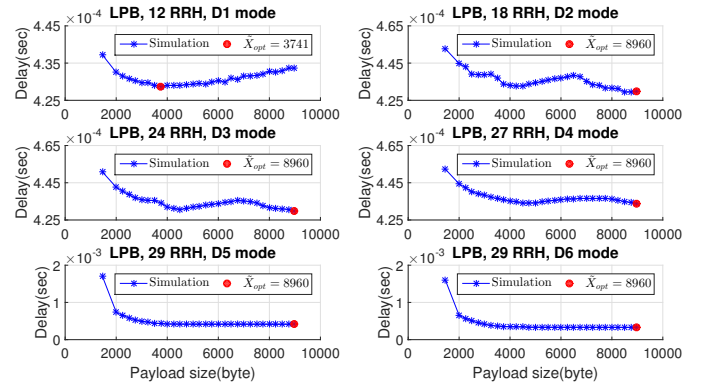 LPB, 12 RRH, D1 mode
×10⁻⁴
4.45
4.35
4.25
Delay(sec)
Simulation
X̃opt = 3741
0 2000 4000 6000 8000 10000
LPB, 18 RRH, D2 mode
×10⁻⁴
4.65
4.45
4.25
Delay(sec)
Simulation
X̃opt = 8960
0 2000 4000 6000 8000 10000
LPB, 24 RRH, D3 mode
×10⁻⁴
4.65
4.45
4.25
Delay(sec)
Simulation
X̃opt = 8960
0 2000 4000 6000 8000 10000
LPB, 27 RRH, D4 mode
×10⁻⁴
4.65
4.45
4.25
Delay(sec)
Simulation
X̃opt = 8960
0 2000 4000 6000 8000 10000
LPB, 29 RRH, D5 mode
×10⁻³
2
1
0
Delay(sec)
Simulation
X̃opt = 8960
0 2000 4000 6000 8000 10000
Payload size(byte)
LPB, 29 RRH, D6 mode
×10⁻³
2
1
0
Delay(sec)
Simulation
X̃opt = 8960
0 2000 4000 6000 8000 10000
Payload size(byte)